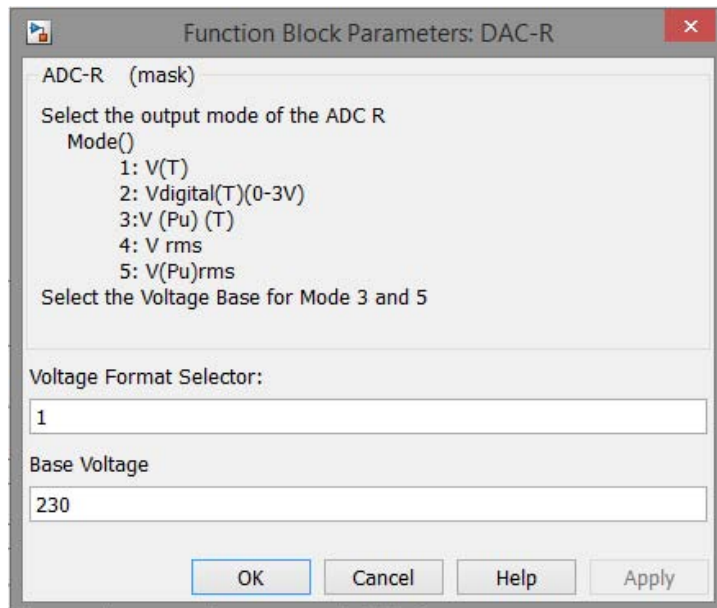 Function Block Parameters: DAC-R
ADC-R (mask)
Select the output mode of the ADC R
Mode()
1: V(T)
2: Vdigital(T)(0-3V)
3:V (Pu) (T)
4: V rms
5: V(Pu)rms
Select the Voltage Base for Mode 3 and 5
Voltage Format Selector:
1
Base Voltage
230
OK Cancel Help Apply